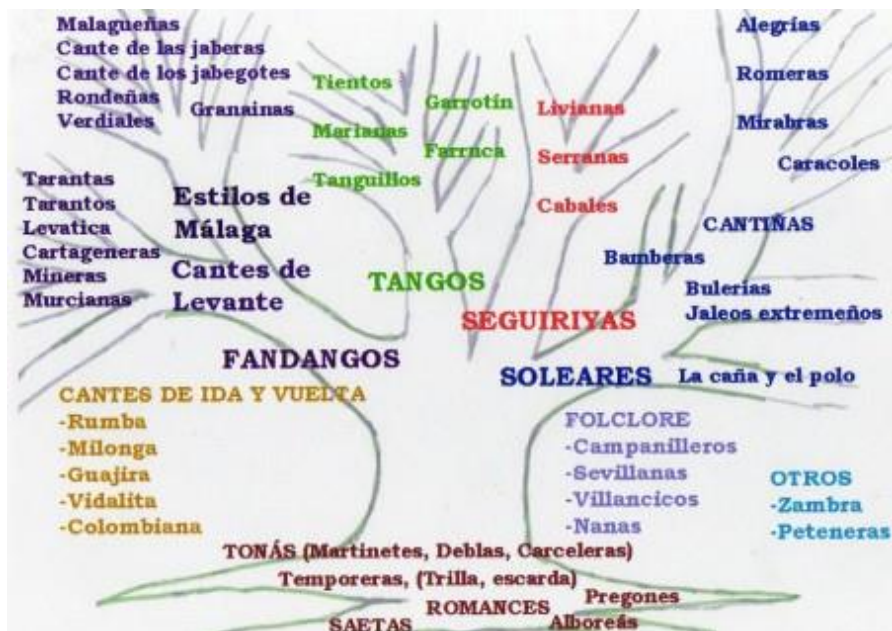 Malagueñas
Cante de las jaberas
Cante de los jabegotes
Rondeñas
Granainas
Verdiales
Tarantas
Tarantos
Levatica
Cartageneras
Mineras
Murcianas
Estilos de
Málaga
Cantes de
Levante
FANDANGOS
Tientos
Marianas
Tanguillos
Garrotín
Farruca
TANGOS
Livianas
Serranas
Cabales
SEGUIRIYAS
Alegrías
Romeras
Mirabras
Caracoles
CANTIÑAS
Bamberas
Bulerías
Jaleos extremeños
SOLEARES
La caña y el polo
CANTES DE IDA Y VUELTA
-Rumba
-Milonga
-Guajira
-Vidalita
-Colombiana
FOLCLORE
-Campanilleros
-Sevillanas
-Villancicos
-Nanas
OTROS
-Zambra
-Peteneras
TONÁS (Martinetes, Deblas, Carceleras)
Temporeras, (Trilla, escarda)
Pregones
ROMANCES
SAETAS
Alboreás